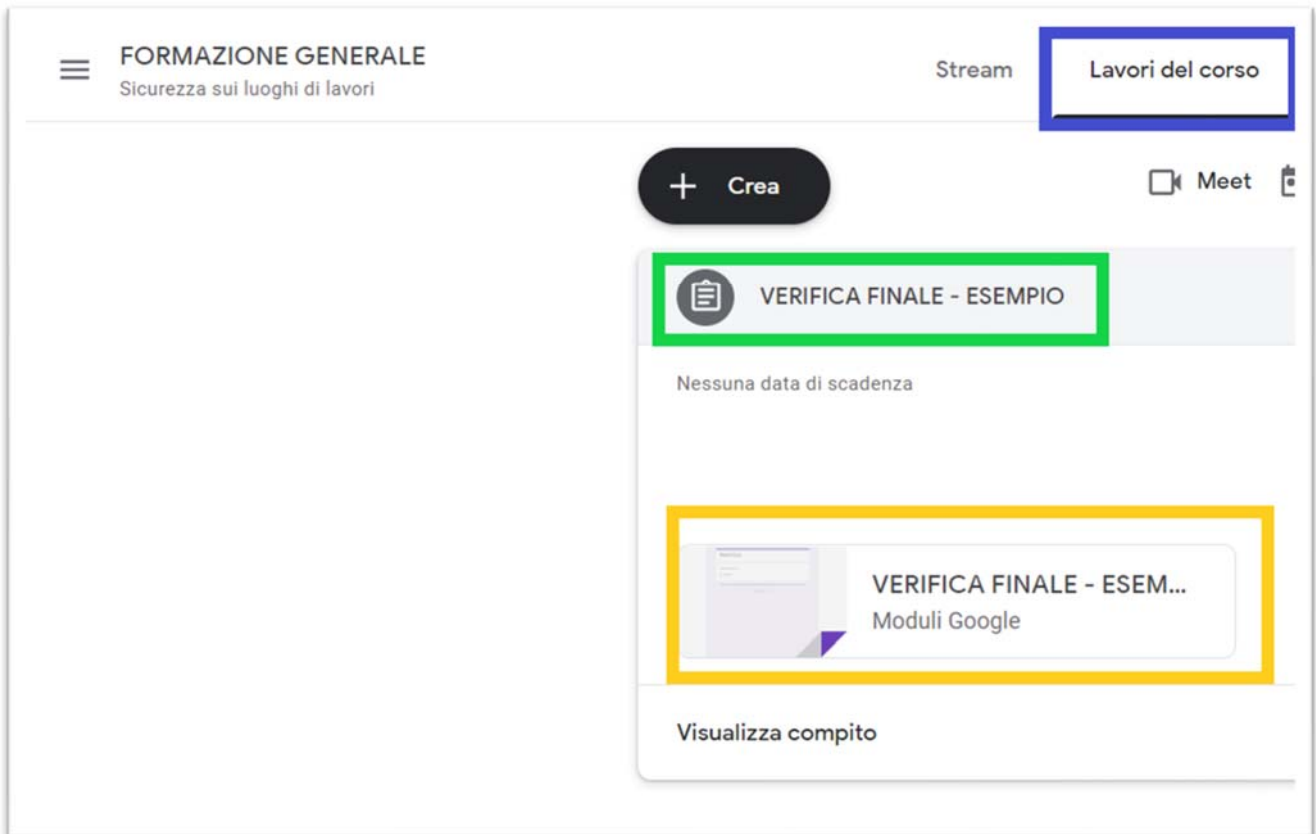 FORMAZIONE GENERALE
Sicurezza sui luoghi di lavori
Stream
Lavori del corso
Crea
Meet
VERIFICA FINALE - ESEMPIO
Nessuna data di scadenza
VERIFICA FINALE - ESEM...
Moduli Google
Visualizza compito